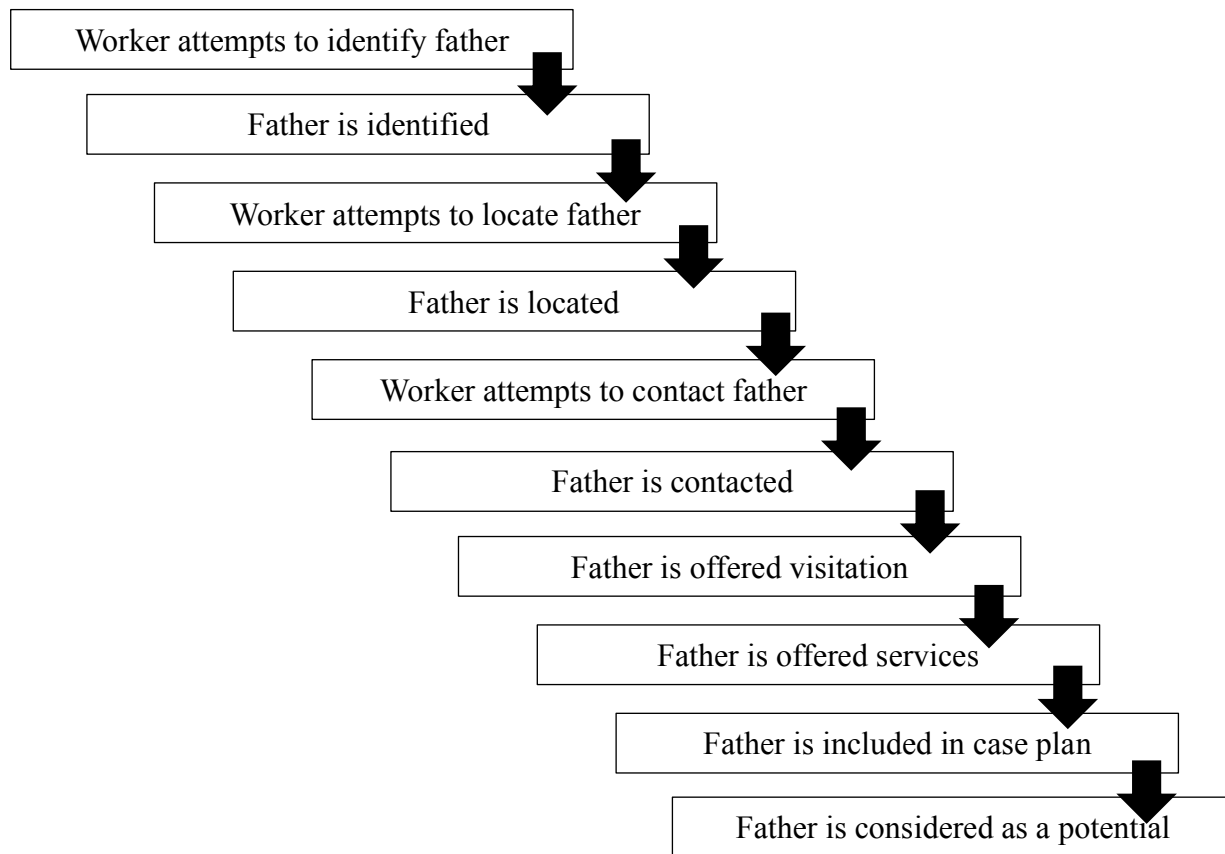 Worker attempts to identify father
Father is identified
Worker attempts to locate father
Father is located
Worker attempts to contact father
Father is contacted
Father is offered visitation
Father is offered services
Father is included in case plan
Father is considered as a potential